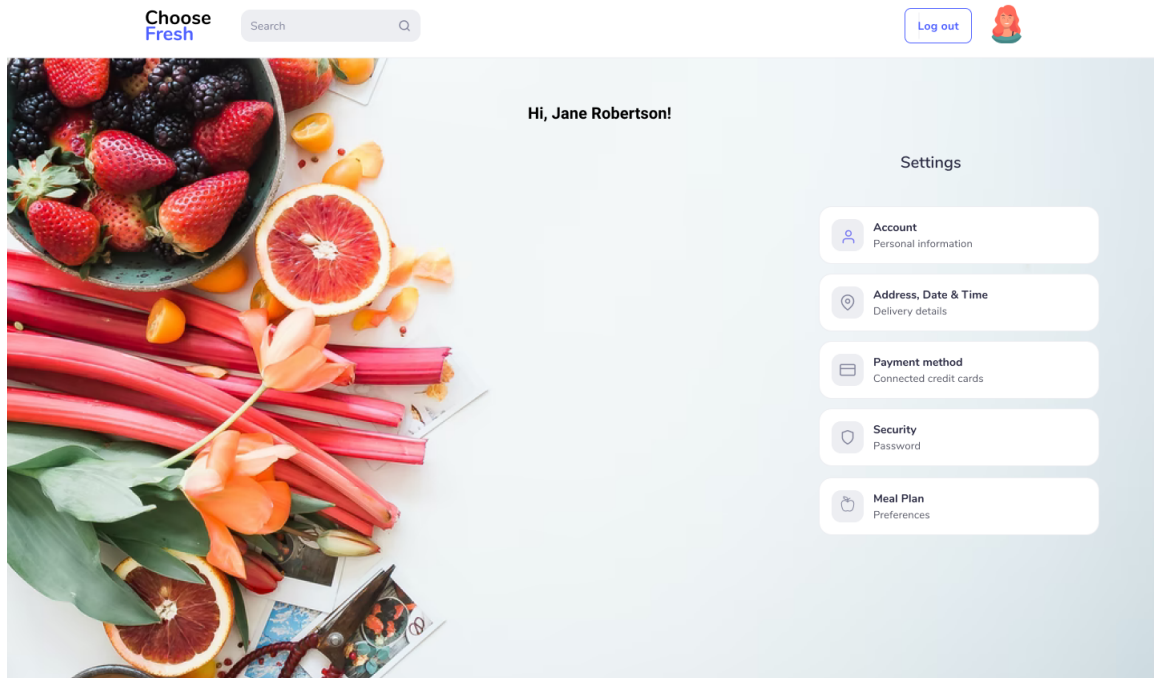 Choose
Fresh
Search
Log out
Hi, Jane Robertson!
Settings
Account
Personal information
Address, Date & Time
Delivery details
Payment method
Connected credit cards
Security
Password
Meal Plan
Preferences